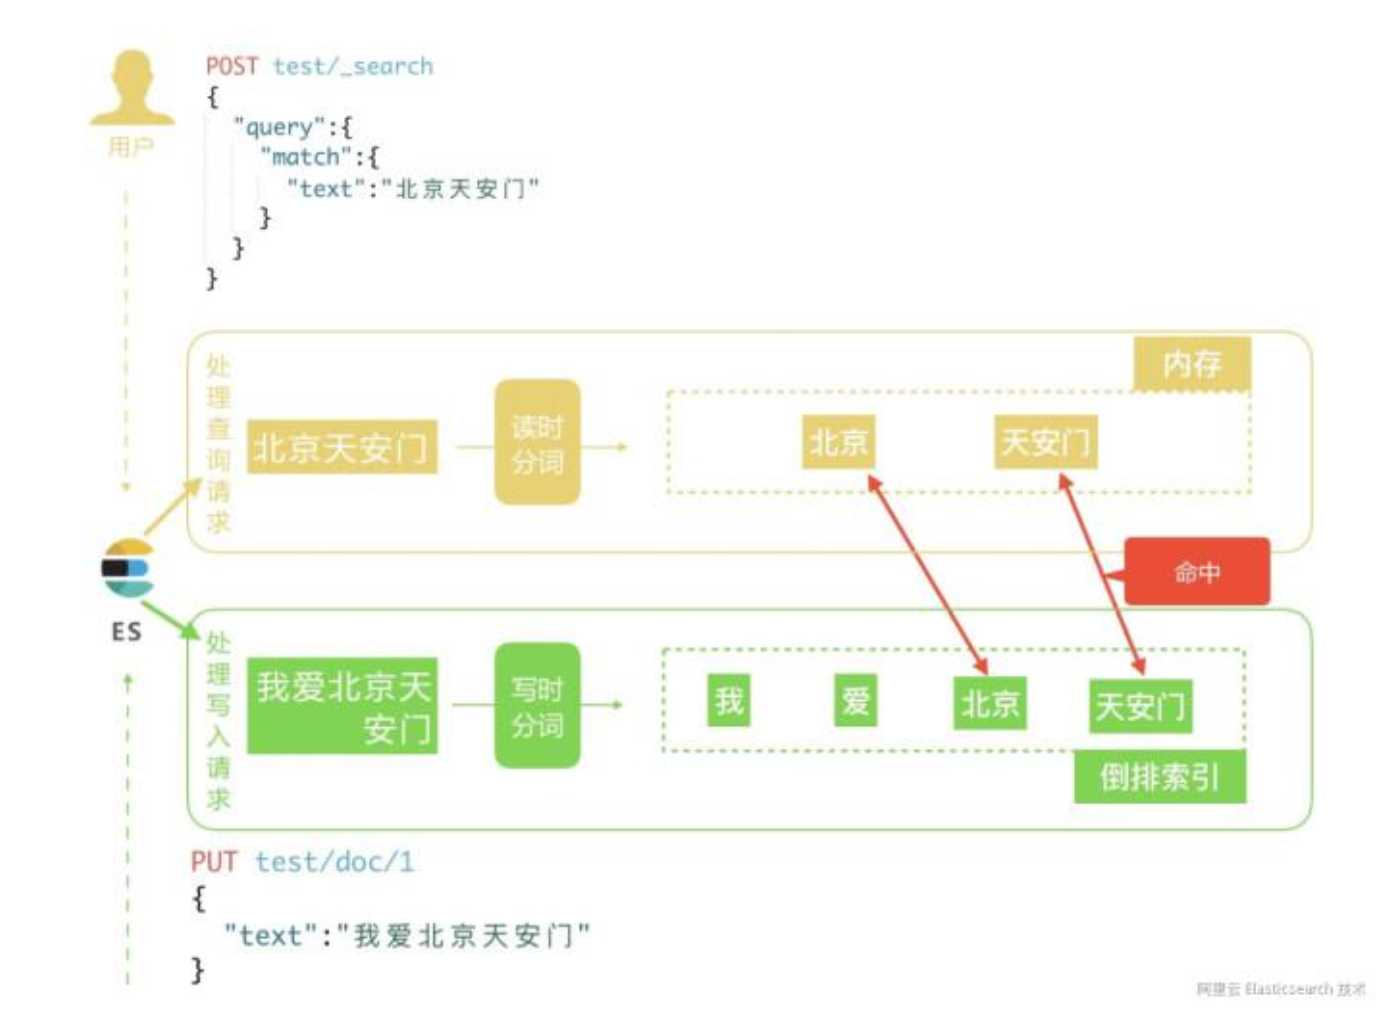 POST test/_search
{
"query":{
"match":{
"text":"北京天安门"
}
}
}
用户
处理查询请求
北京天安门
读时
分词
内存
北京
天安门
命中
ES
处理写入请求
我爱北京天
安门
写时
分词
我
爱
北京
天安门
倒排索引
PUT test/doc/1
{
"text":"我爱北京天安门"
}
阿里云 Elasticsearch 技术